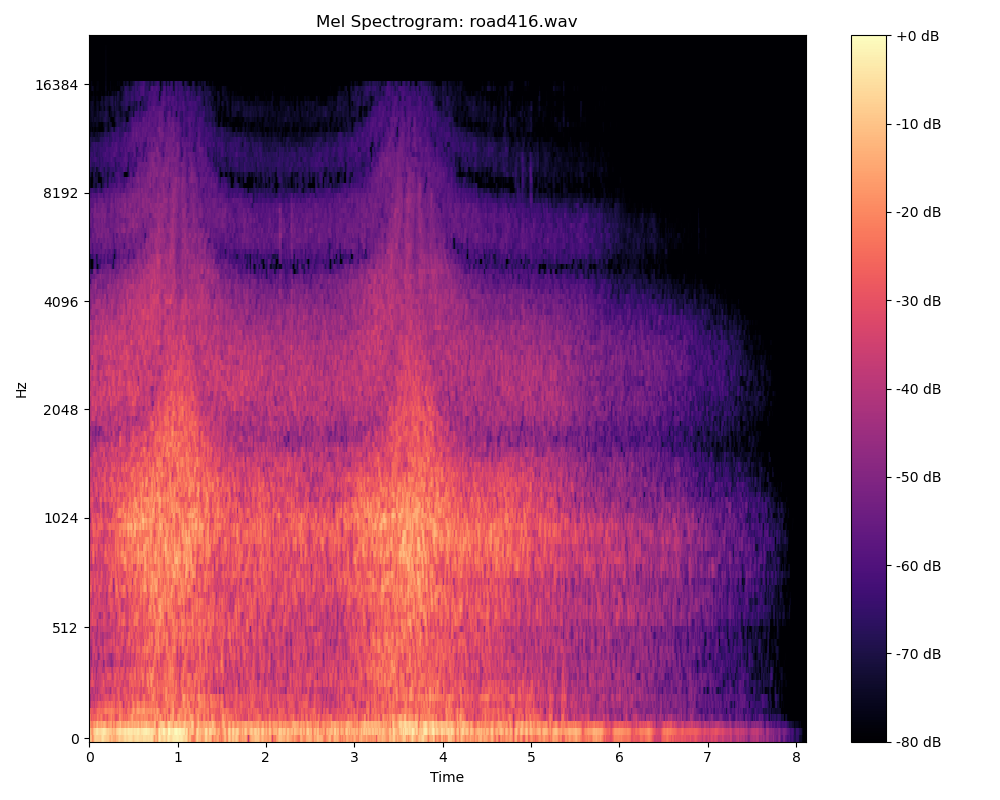 Mel Spectrogram: road416.wav
16384
8192
4096
2048
1024
512
0
Hz
0 1 2 3 4 5 6 7 8
Time
+0 dB
-10 dB
-20 dB
-30 dB
-40 dB
-50 dB
-60 dB
-70 dB
-80 dB